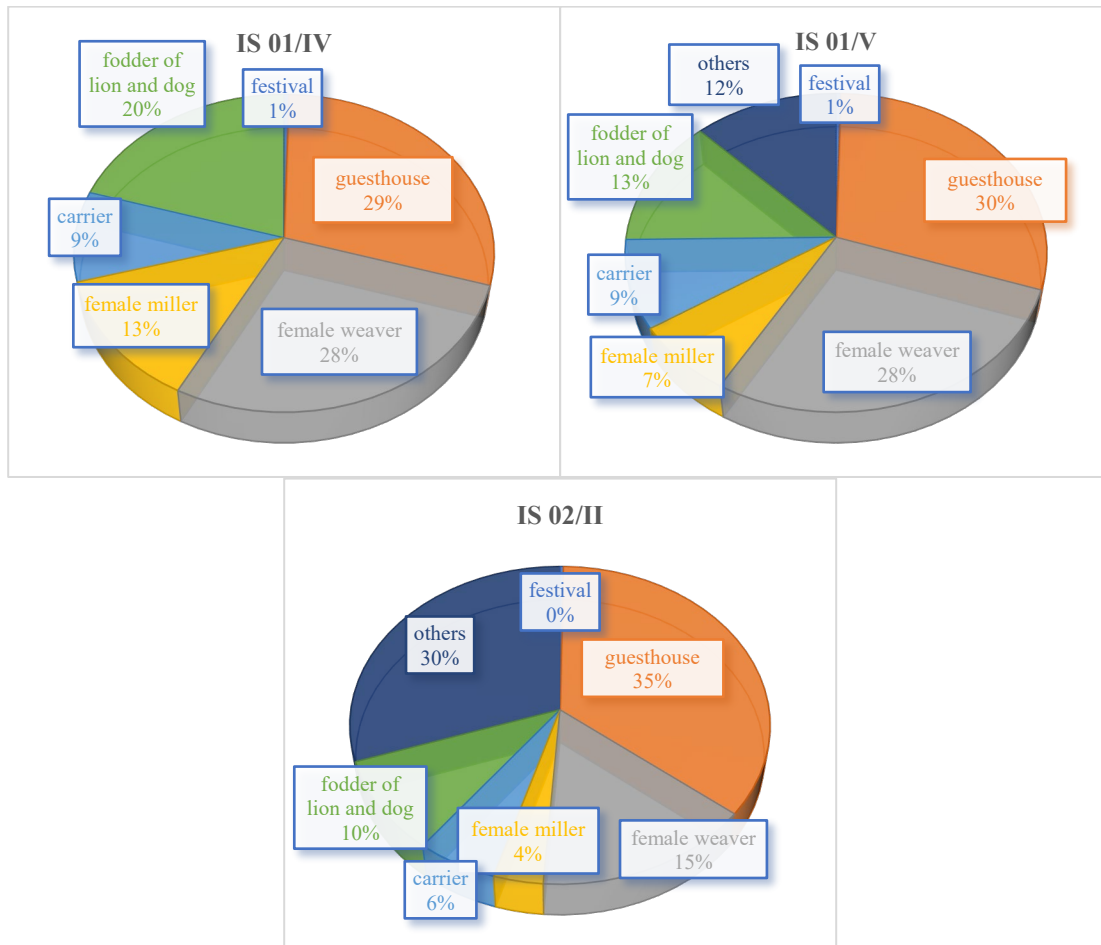 IS 01/IV
fodder of
lion and dog
20%
festival
1%
guesthouse
29%
carrier
9%
female miller
13%
female weaver
28%
IS 01/V
others
12%
festival
1%
fodder of
lion and dog
13%
guesthouse
30%
carrier
9%
female miller
7%
female weaver
28%
IS 02/II
festival
0%
others
30%
guesthouse
35%
fodder of
lion and dog
10%
female miller
4%
female weaver
15%
carrier
6%